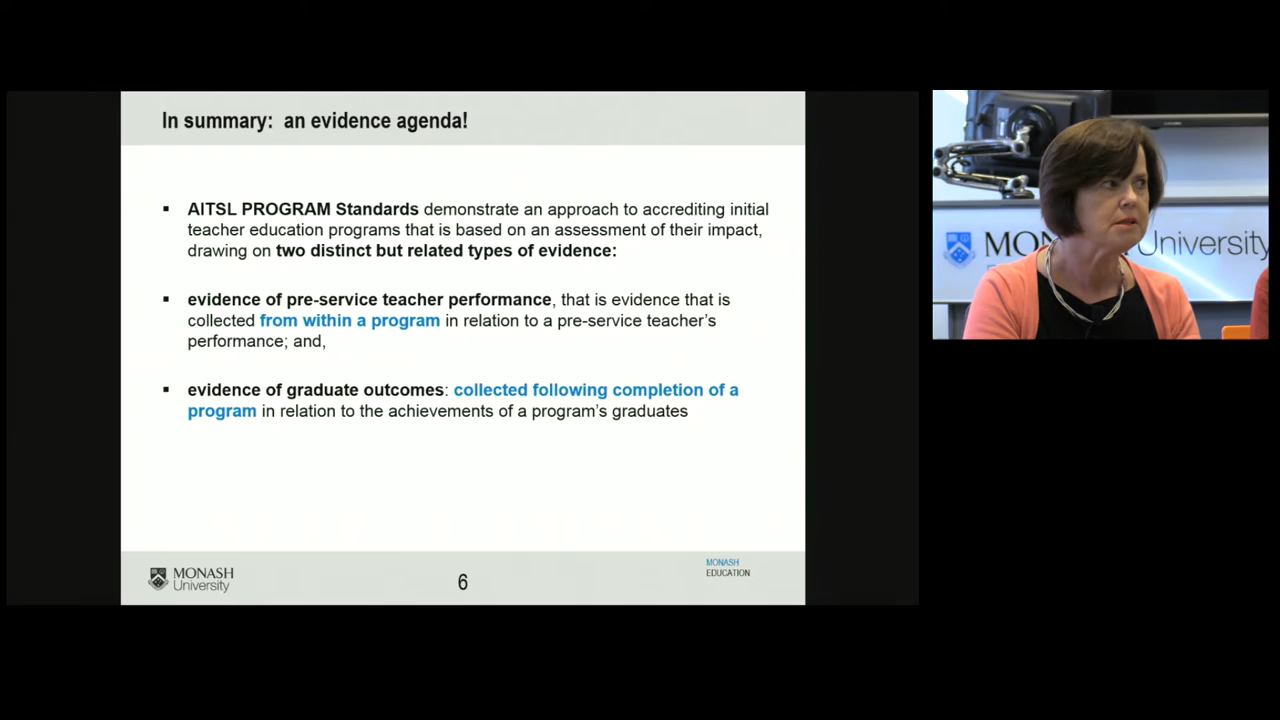 In summary: an evidence agenda!
▪ AITSL PROGRAM Standards demonstrate an approach to accrediting initial
teacher education programs that is based on an assessment of their impact,
drawing on two distinct but related types of evidence:
▪ evidence of pre-service teacher performance, that is evidence that is
collected from within a program in relation to a pre-service teacher’s
performance; and,
▪ evidence of graduate outcomes: collected following completion of a
program in relation to the achievements of a program’s graduates
MONASH
University
6
MONASH
EDUCATION
MON
University